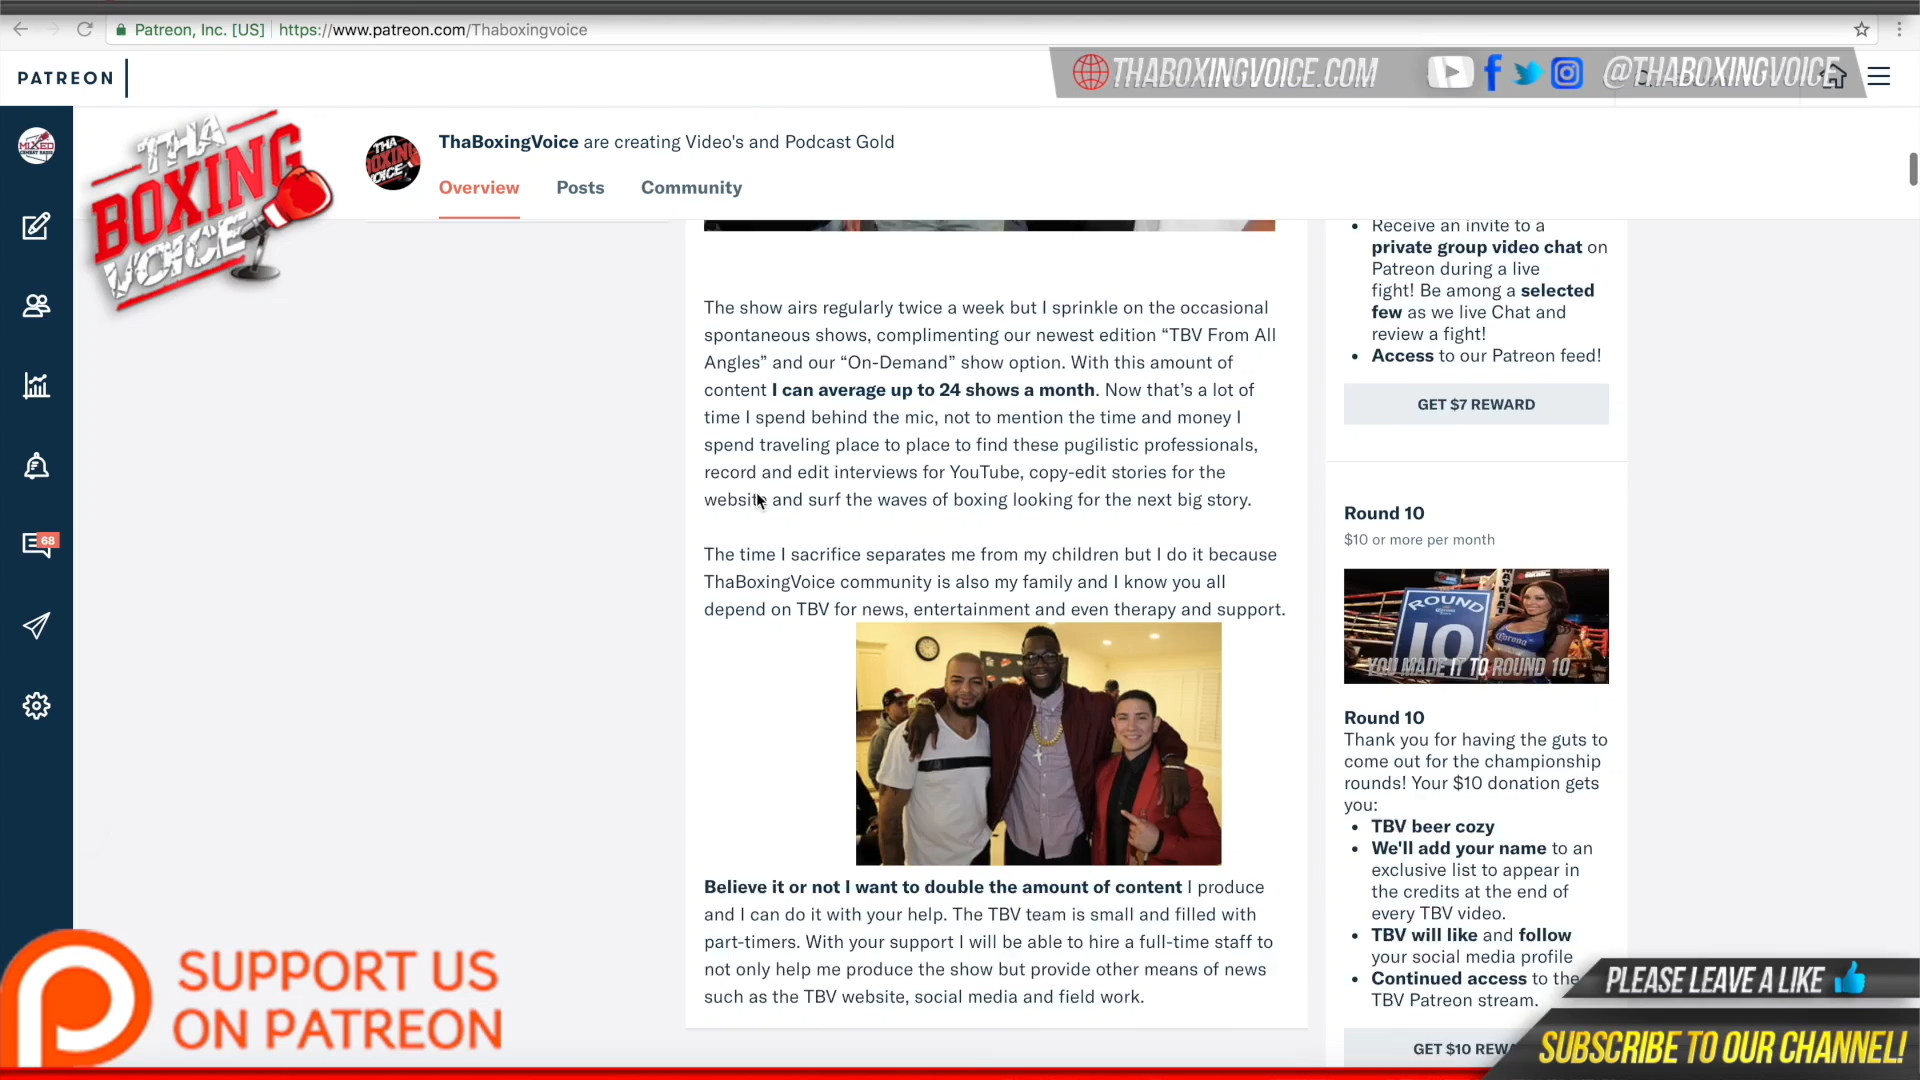 Patreon, Inc. [US]
https://www.patreon.com/Thaboxingvoice
PATREON
THABOXINGVOICE.COM
@THABOXINGVOICE
MIXED
THA
BOXING
VOICE
THA
BOXING
VOICE
ThaBoxingVoice are creating Video's and Podcast Gold
Overview
Posts
Community
The show airs regularly twice a week but I sprinkle on the occasional
spontaneous shows, complimenting our newest edition “TBV From All
Angles” and our “On-Demand” show option. With this amount of
content I can average up to 24 shows a month. Now that’s a lot of
time I spend behind the mic, not to mention the time and money I
spend traveling place to place to find these pugilistic professionals,
record and edit interviews for YouTube, copy-edit stories for the
website and surf the waves of boxing looking for the next big story.
The time I sacrifice separates me from my children but I do it because
ThaBoxingVoice community is also my family and I know you all
depend on TBV for news, entertainment and even therapy and support.
Believe it or not I want to double the amount of content I produce
and I can do it with your help. The TBV team is small and filled with
part-timers. With your support I will be able to hire a full-time staff to
not only help me produce the show but provide other means of news
such as the TBV website, social media and field work.
Receive an invite to a
private group video chat on
Patreon during a live
fight! Be among a selected
few as we live Chat and
review a fight!
Access to our Patreon feed!
GET $7 REWARD
Round 10
$10 or more per month
ROUND
10
Corona
MAYWEAT
YOU MADE IT TO ROUND 10
Round 10
Thank you for having the guts to
come out for the championship
rounds! Your $10 donation gets
you:
TBV beer cozy
We'll add your name to an
exclusive list to appear in
the credits at the end of
every TBV video.
TBV will like and follow
your social media profile
Continued access to the
TBV Patreon stream.
GET $10 REW
68
SUPPORT US
ON PATREON
PLEASE LEAVE A LIKE
SUBSCRIBE TO OUR CHANNEL!